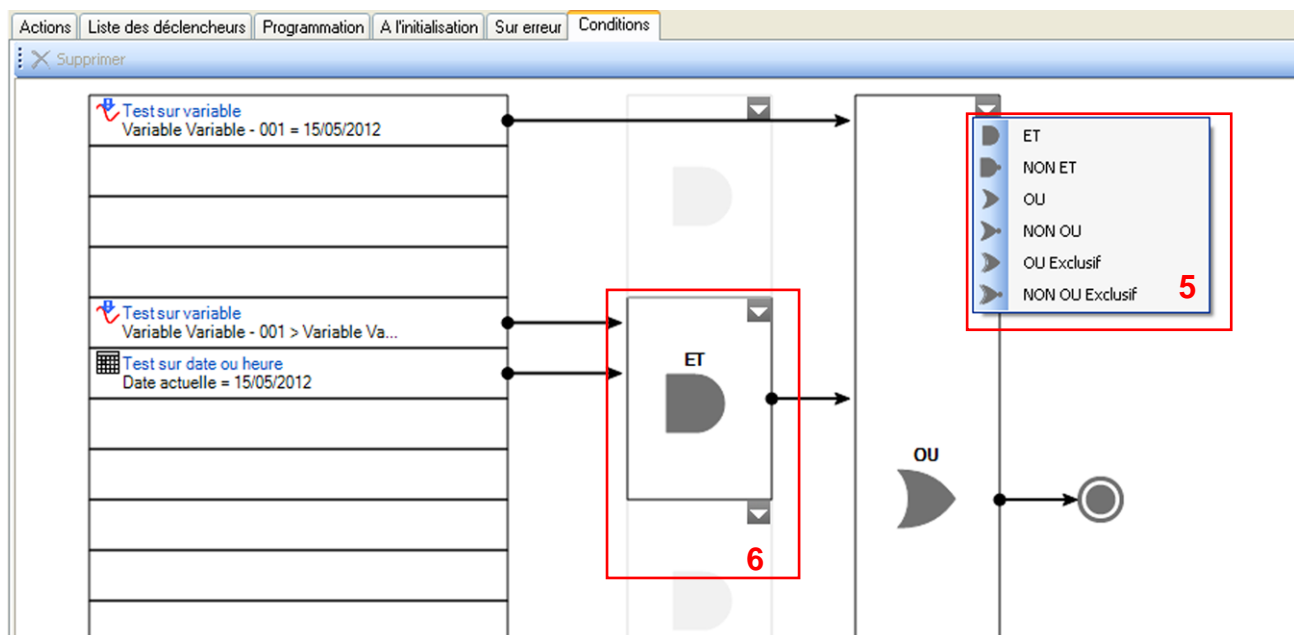 Actions
Liste des déclencheurs
Programmation
A l'initialisation
Sur erreur
Conditions
Supprimer
Test sur variable
Variable Variable - 001 = 15/05/2012
ET
NON ET
OU
NON OU
OU Exclusif
NON OU Exclusif
5
Test sur variable
Variable Variable - 001 > Variable Va...
Test sur date ou heure
Date actuelle = 15/05/2012
ET
OU
6